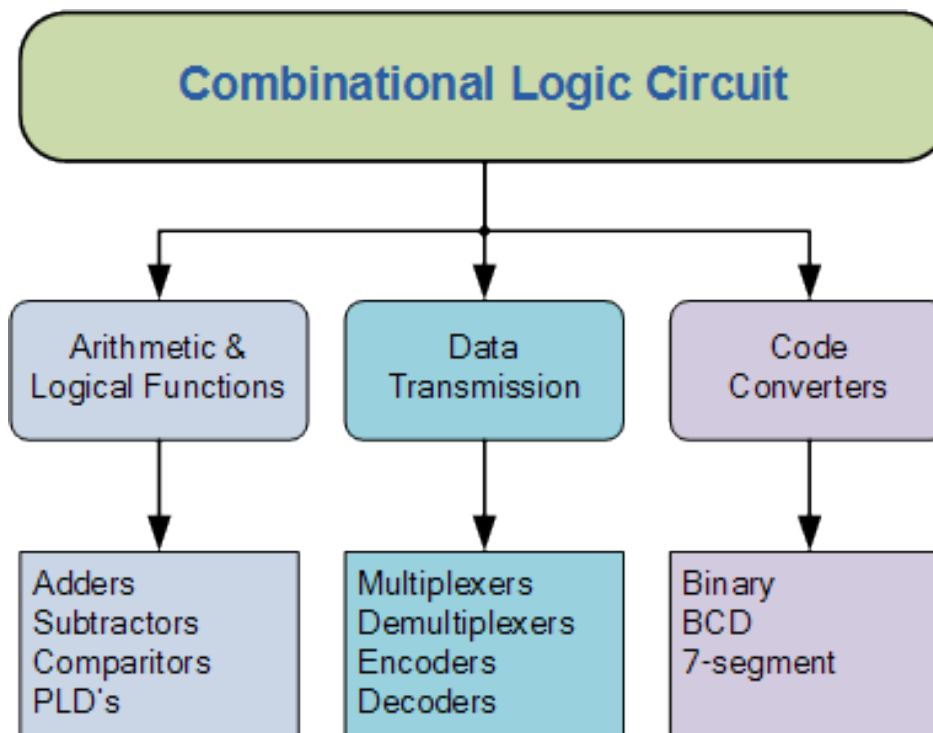 Combinational Logic Circuit
Arithmetic &
Logical Functions
Data
Transmission
Code
Converters
Adders
Subtractors
Comparitors
PLD's
Multiplexers
Demultiplexers
Encoders
Decoders
Binary
BCD
7-segment